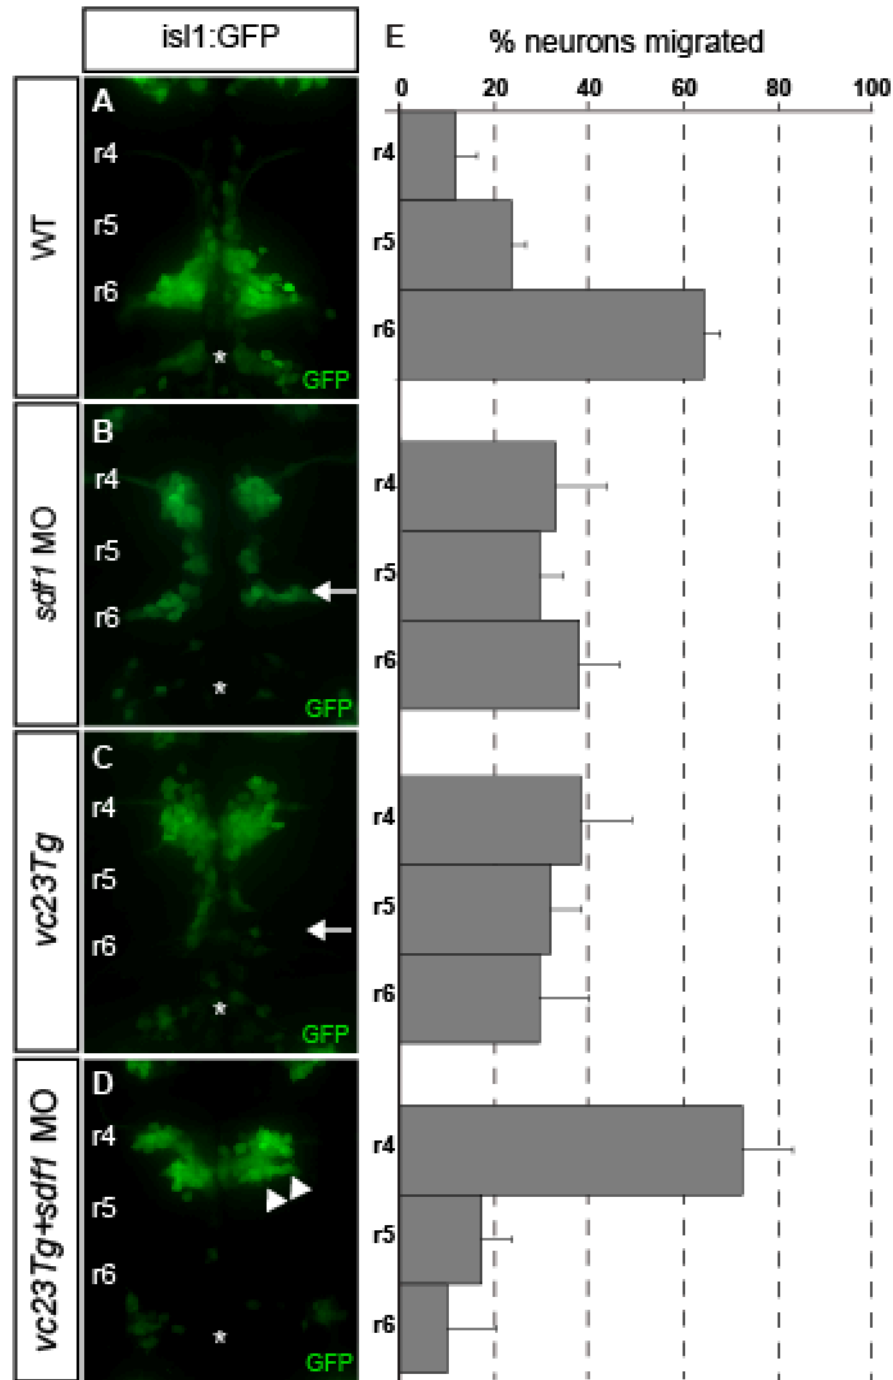 isl1:GFP
E
% neurons migrated
0 20 40 60 80 100
WT
A
r4
r5
r6
*
GFP
r4
r5
r6
sdf1 MO
B
r4
r5
r6
*
GFP
r4
r5
r6
vc23Tg
C
r4
r5
r6
*
GFP
r4
r5
r6
vc23Tg+sdf1 MO
D
r4
r5
r6
*
GFP
r4
r5
r6